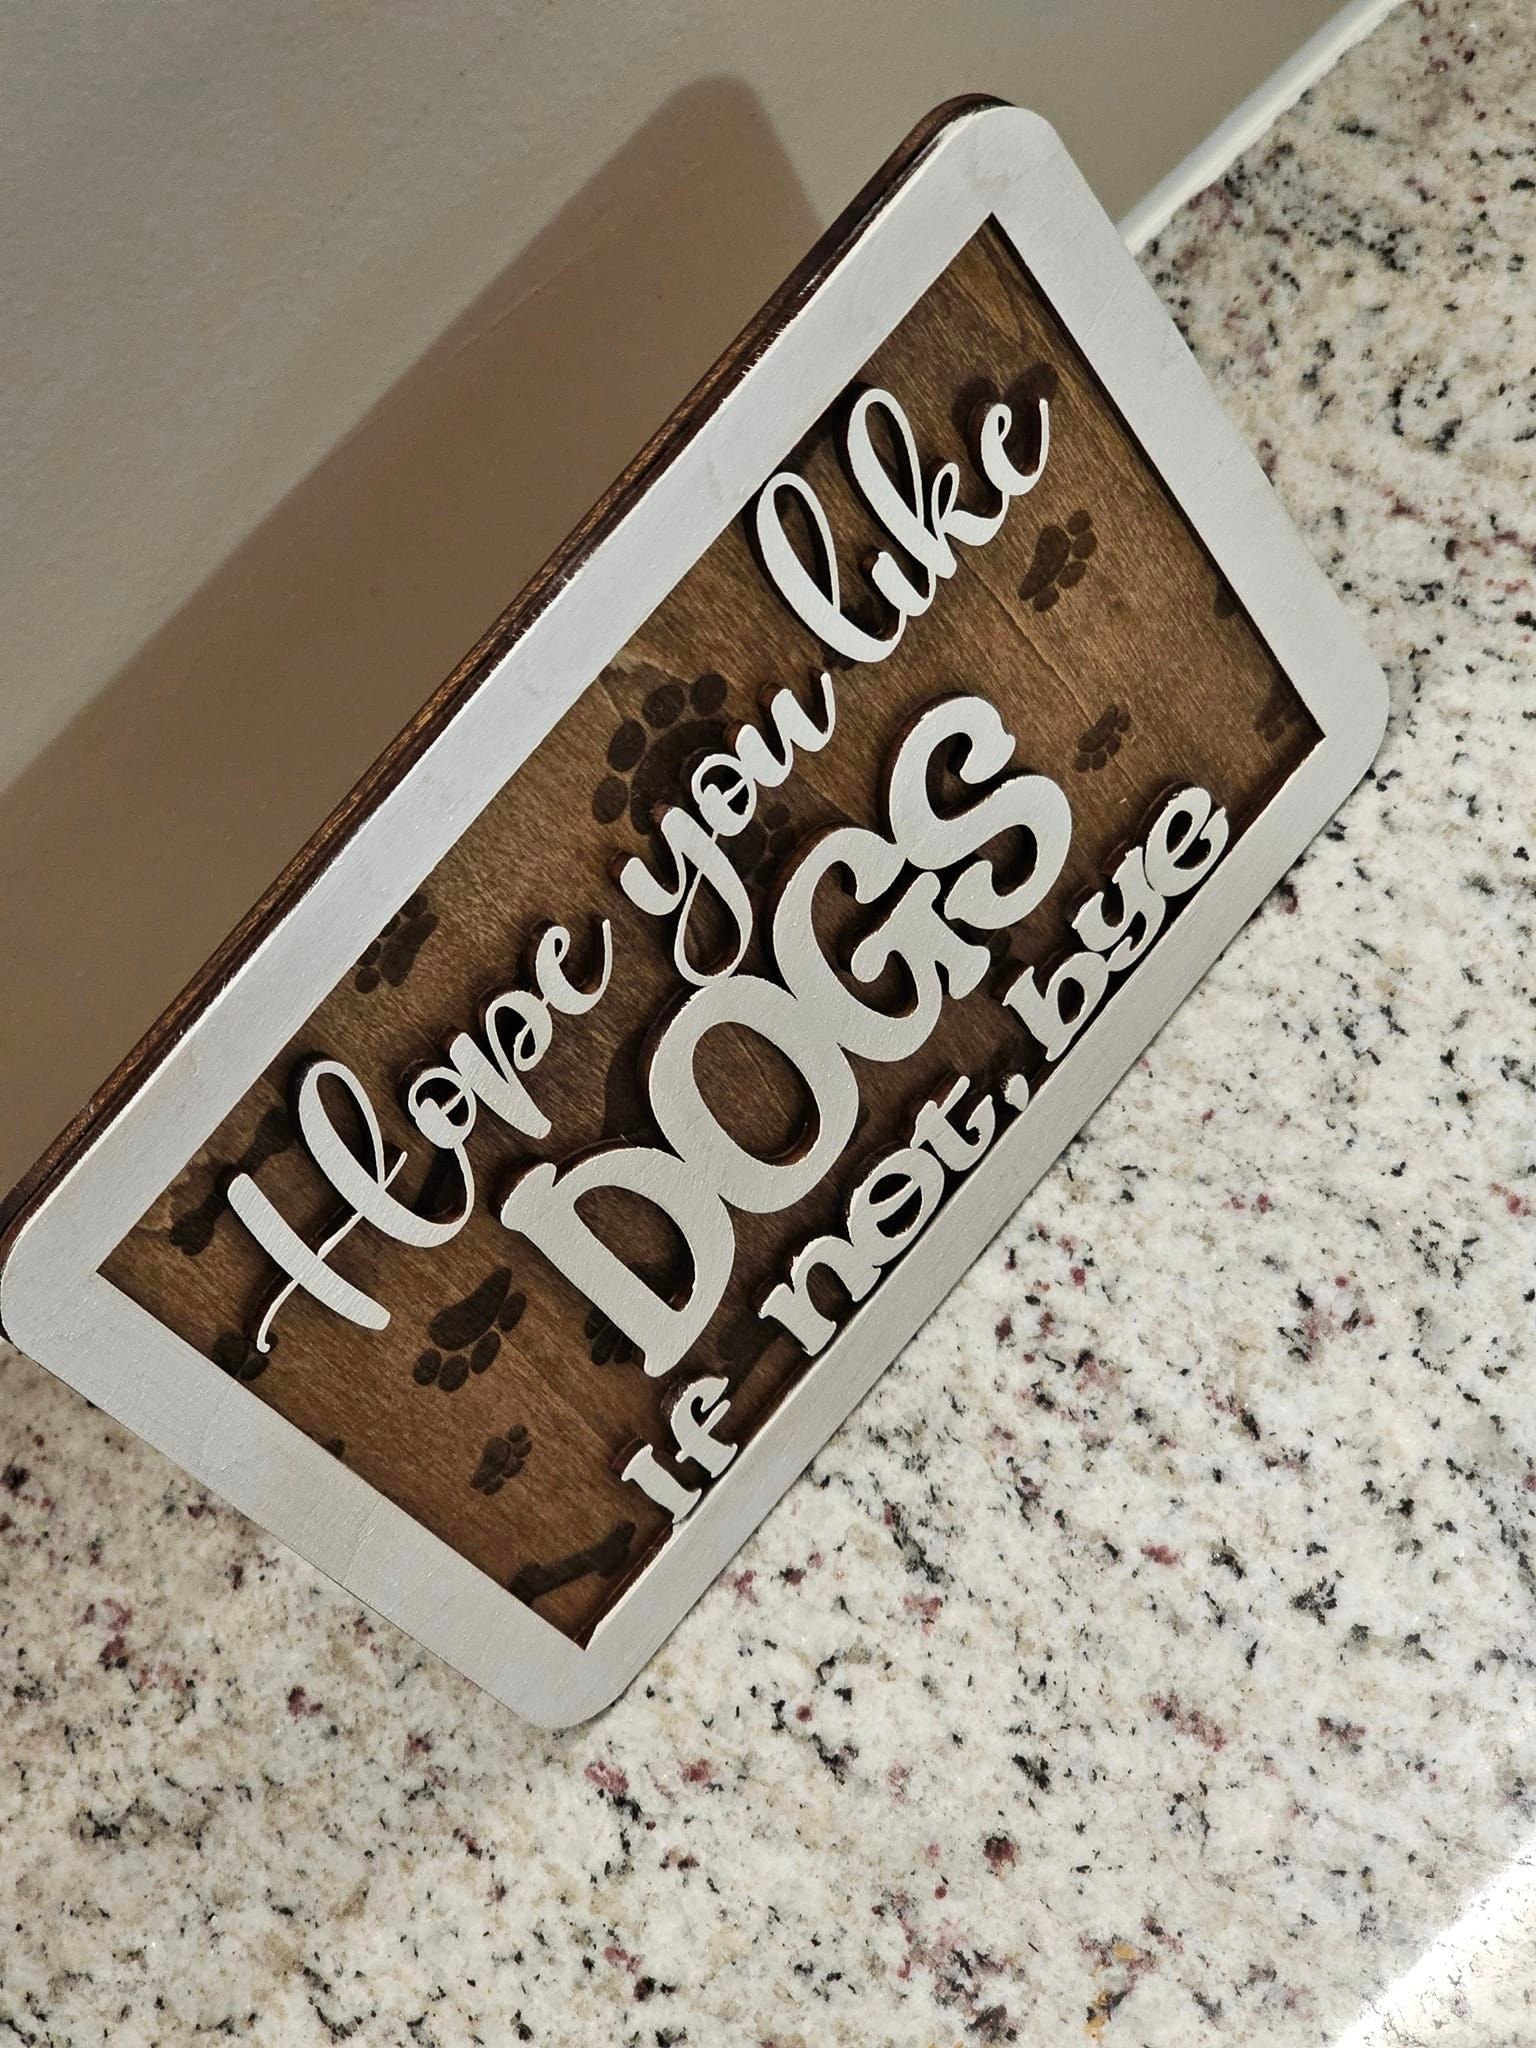 Hope you like
DOGS
If not, bye